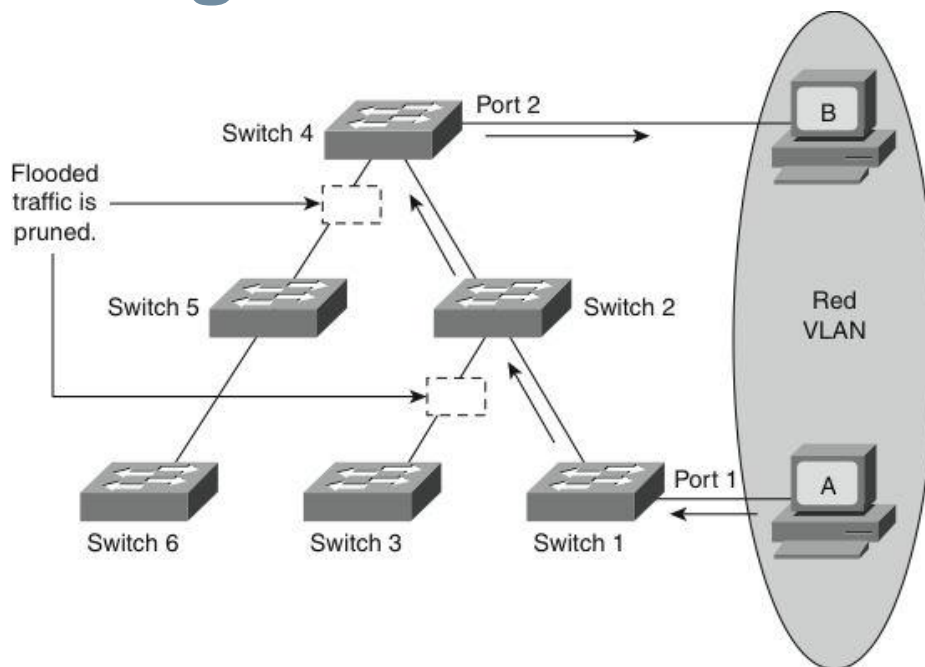 Port 2
B
Switch 4
Flooded
traffic is
pruned.
Switch 5
Switch 2
Red
VLAN
Port 1
A
Switch 6
Switch 3
Switch 1